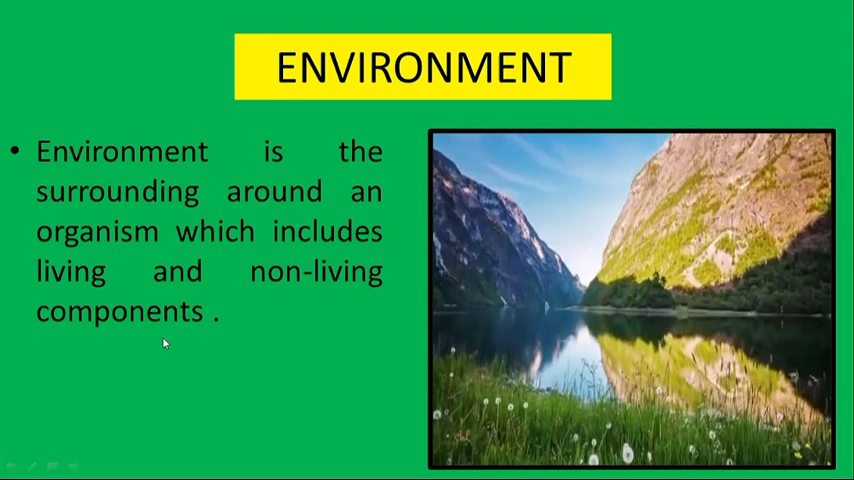 ENVIRONMENT
• Environment is the
surrounding around an
organism which includes
living and non-living
components .